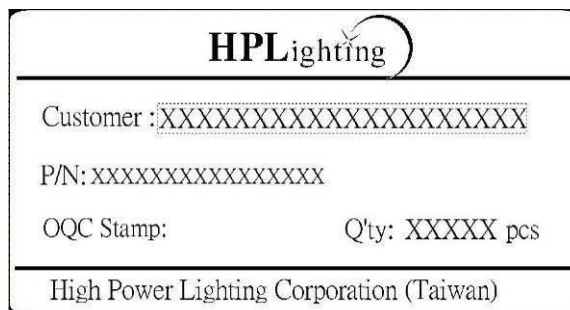 HPLighting
Customer : XXXXXXXXXXXXXXXXXXXX
P/N: XXXXXXXXXXXXXXXX
OQC Stamp: Q'ty: XXXXX pcs
High Power Lighting Corporation (Taiwan)